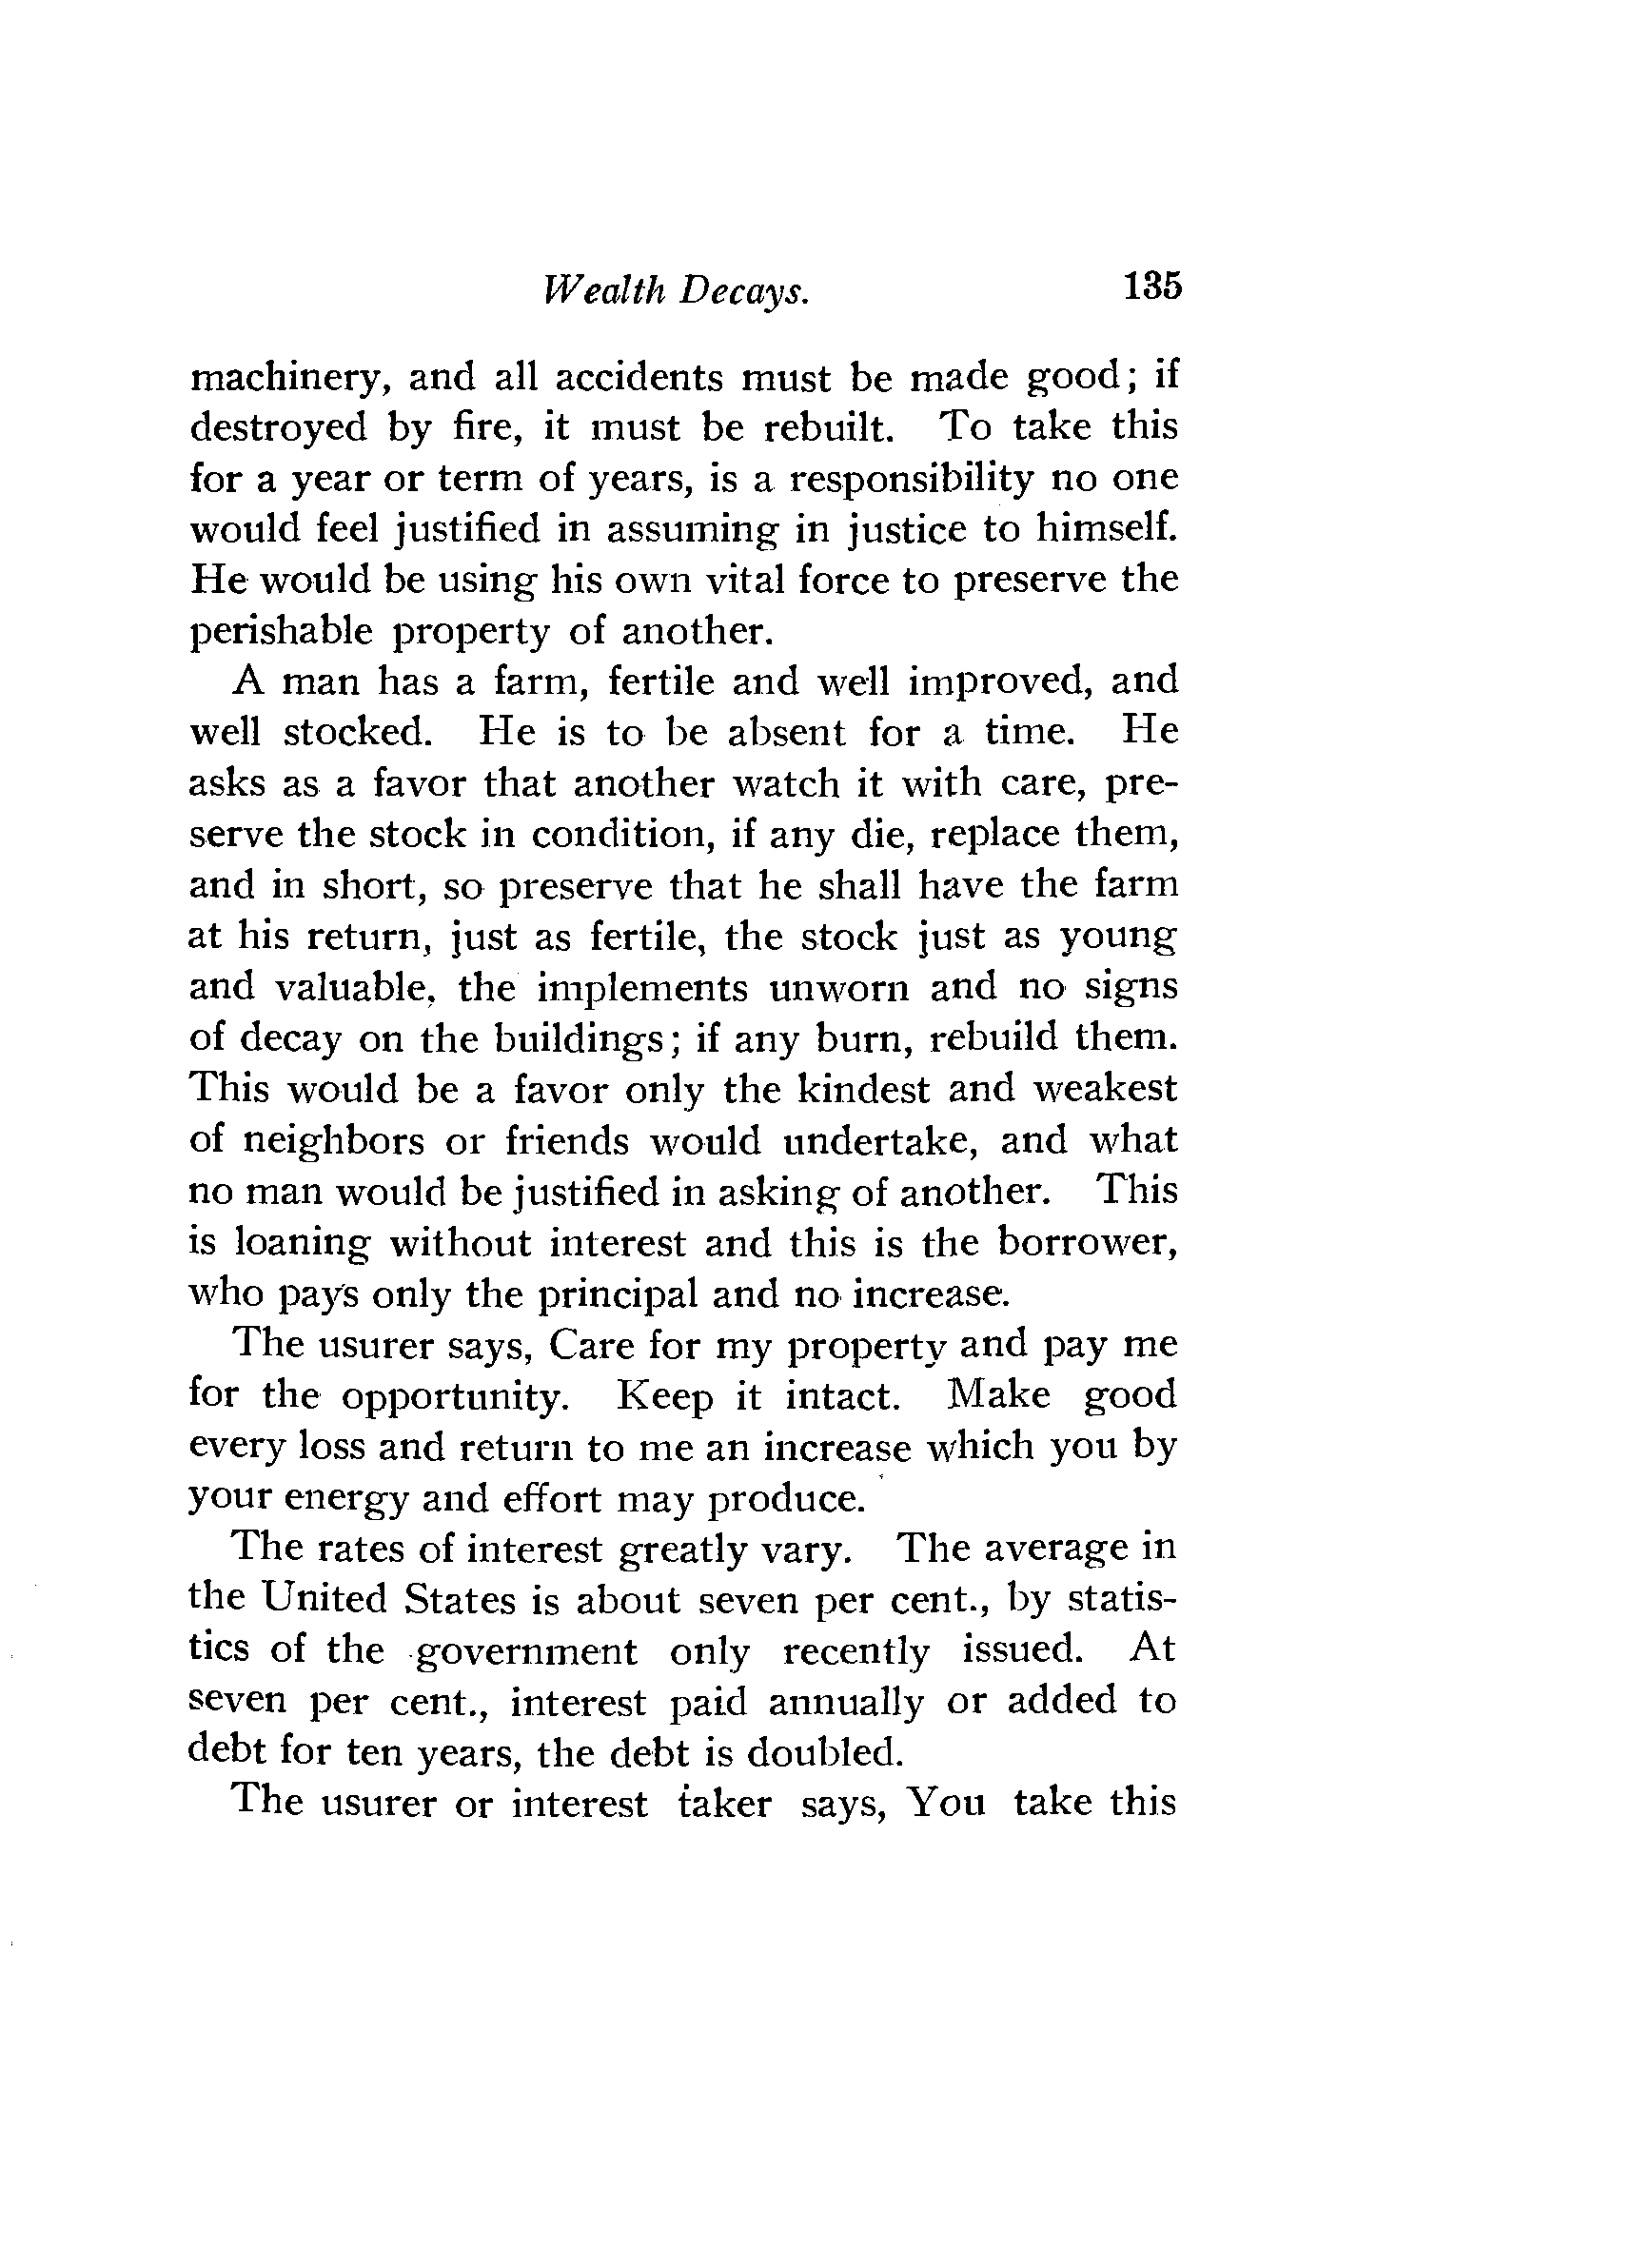 Wealth Decays. 135
machinery, and all accidents must be made good; if
destroyed by fire, it must be rebuilt. To take this
for a year or term of years, is a responsibility no one
would feel justified in assuming in justice to himself.
He would be using his own vital force to preserve the
perishable property of another.
A man has a farm, fertile and well improved, and
well stocked. He is to be absent for a time. He
asks as a favor that another watch it with care, pre-
serve the stock in condition, if any die, replace them,
and in short, so preserve that he shall have the farm
at his return, just as fertile, the stock just as young
and valuable, the implements unworn and no signs
of decay on the buildings; if any burn, rebuild them.
This would be a favor only the kindest and weakest
of neighbors or friends would undertake, and what
no man would be justified in asking of another. This
is loaning without interest and this is the borrower,
who pays only the principal and no increase.
The usurer says, Care for my property and pay me
for the opportunity. Keep it intact. Make good
every loss and return to me an increase which you by
your energy and effort may produce.
The rates of interest greatly vary. The average in
the United States is about seven per cent., by statis-
tics of the government only recently issued. At
seven per cent., interest paid annually or added to
debt for ten years, the debt is doubled.
The usurer or interest taker says, You take this